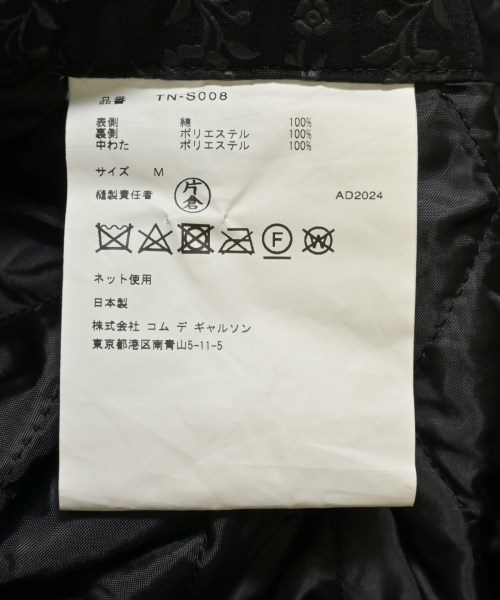 品番 TN-S008
表側 綿 100%
裏側 ポリエステル 100%
中わた ポリエステル 100%
サイズ M
縫製責任者 片倉 AD2024
F W
ネット使用
日本製
株式会社 コム デ ギャルソン
東京都港区南青山5-11-5